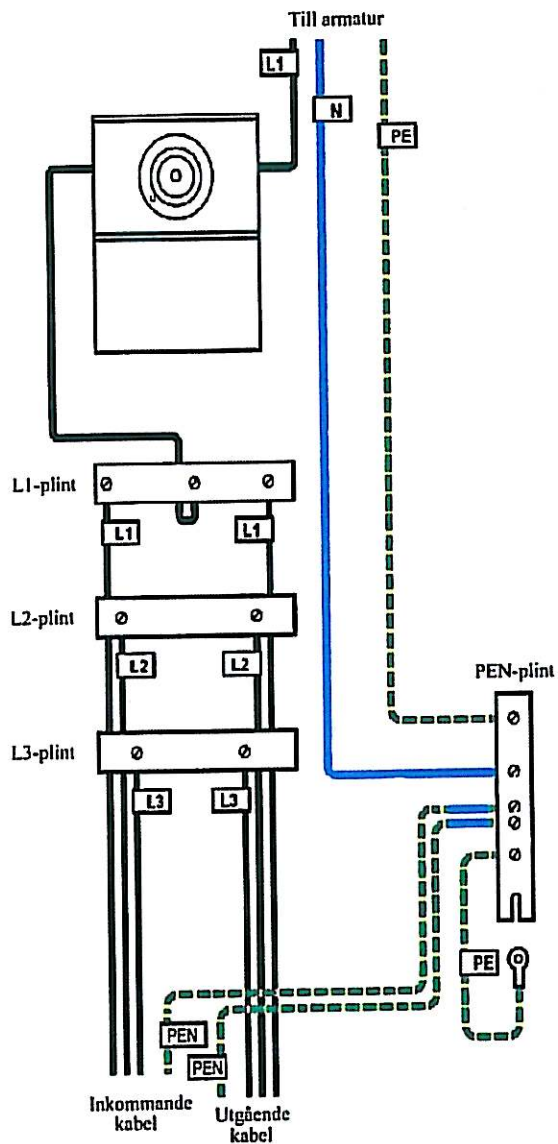 Till armatur
L1
N
PE
L1-plint
L1
L1
L2-plint
L2
L2
PEN-plint
L3-plint
L3
L3
PE
PEN
PEN
Inkommande
kabel
Utgående
kabel